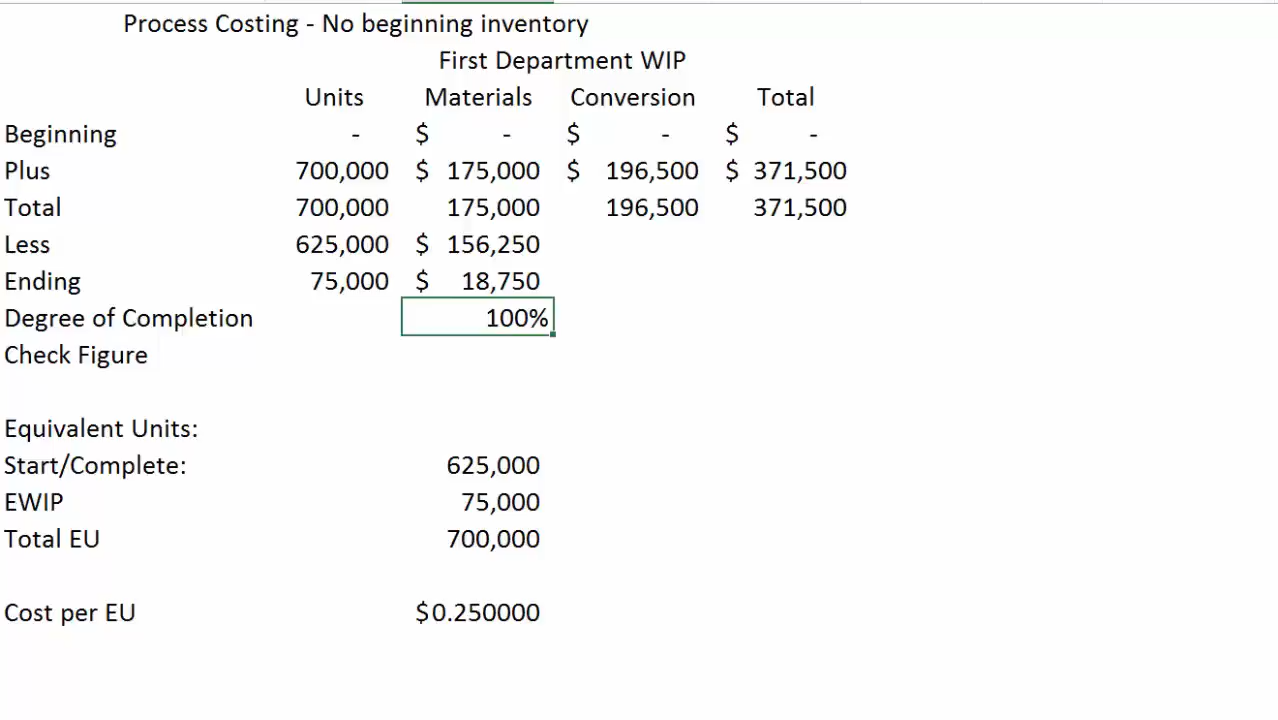 Process Costing - No beginning inventory
First Department WIP
Units Materials Conversion Total
Beginning - $ - $ - $ -
Plus 700,000 $ 175,000 $ 196,500 $ 371,500
Total 700,000 175,000 196,500 371,500
Less 625,000 $ 156,250
Ending 75,000 $ 18,750
Degree of Completion 100%
Check Figure
Equivalent Units:
Start/Complete: 625,000
EWIP 75,000
Total EU 700,000
Cost per EU $0.250000